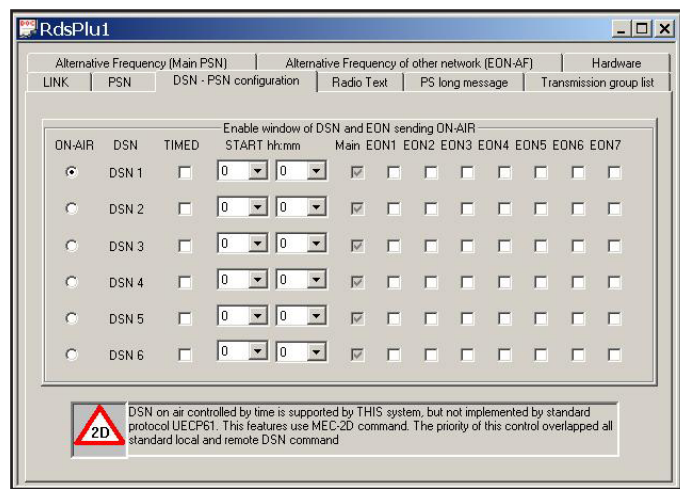 RdsPlu1
Alternative Frequency (Main PSN) Alternative Frequency of other network (EON-AF) Hardware
LINK PSN DSN - PSN configuration Radio Text PS long message Transmission group list
Enable window of DSN and EON sending ON-AIR
ON-AIR DSN TIMED START hh:mm Main EON1 EON2 EON3 EON4 EON5 EON6 EON7
DSN 1 0 0
DSN 2 0 0
DSN 3 0 0
DSN 4 0 0
DSN 5 0 0
DSN 6 0 0
2D
DSN on air controlled by time is supported by THIS system, but not implemented by standard
protocol UECP61. This features use MEC-2D command. The priority of this control overlapped all
standard local and remote DSN command